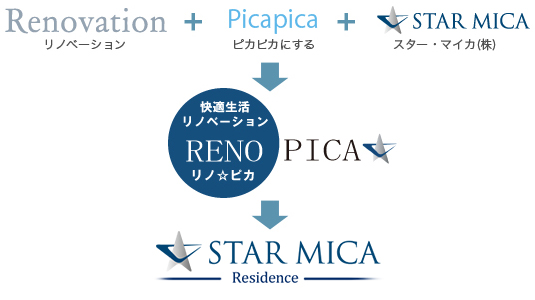 Renovation + Picapica + STAR MICA
リノベーション ピカピカにする スター・マイカ(株)
快適生活
リノベーション
RENO PICA
リノ☆ピカ
STAR MICA
Residence